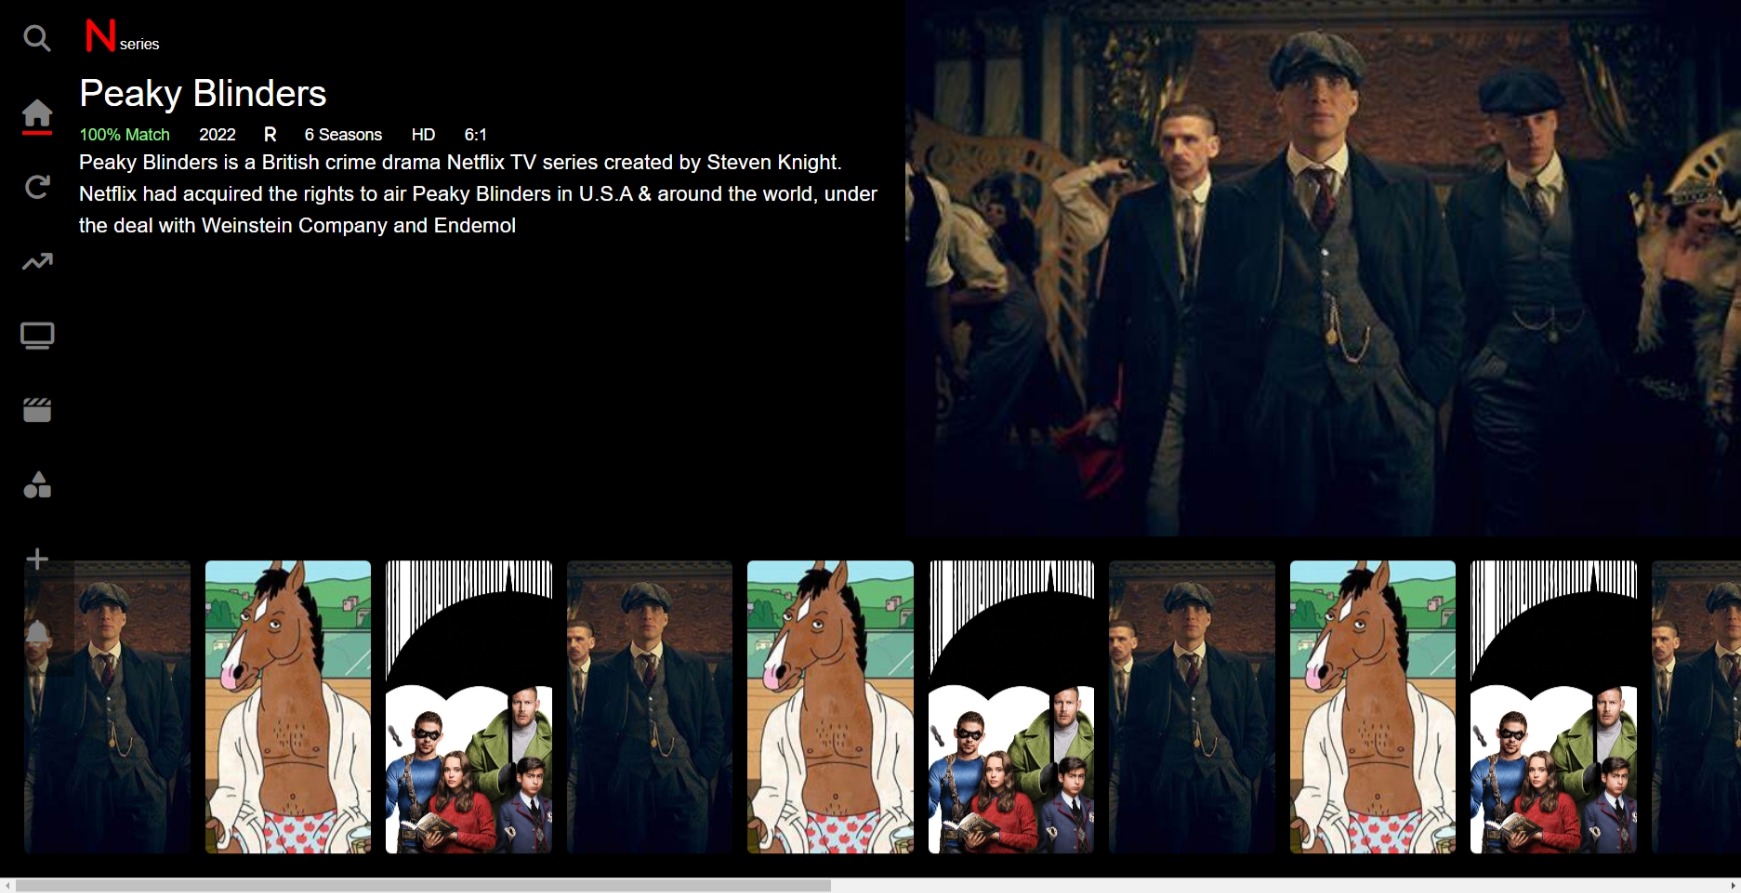 N series
Peaky Blinders
100% Match 2022 R 6 Seasons HD 6:1
Peaky Blinders is a British crime drama Netflix TV series created by Steven Knight.
Netflix had acquired the rights to air Peaky Blinders in U.S.A & around the world, under
the deal with Weinstein Company and Endemol